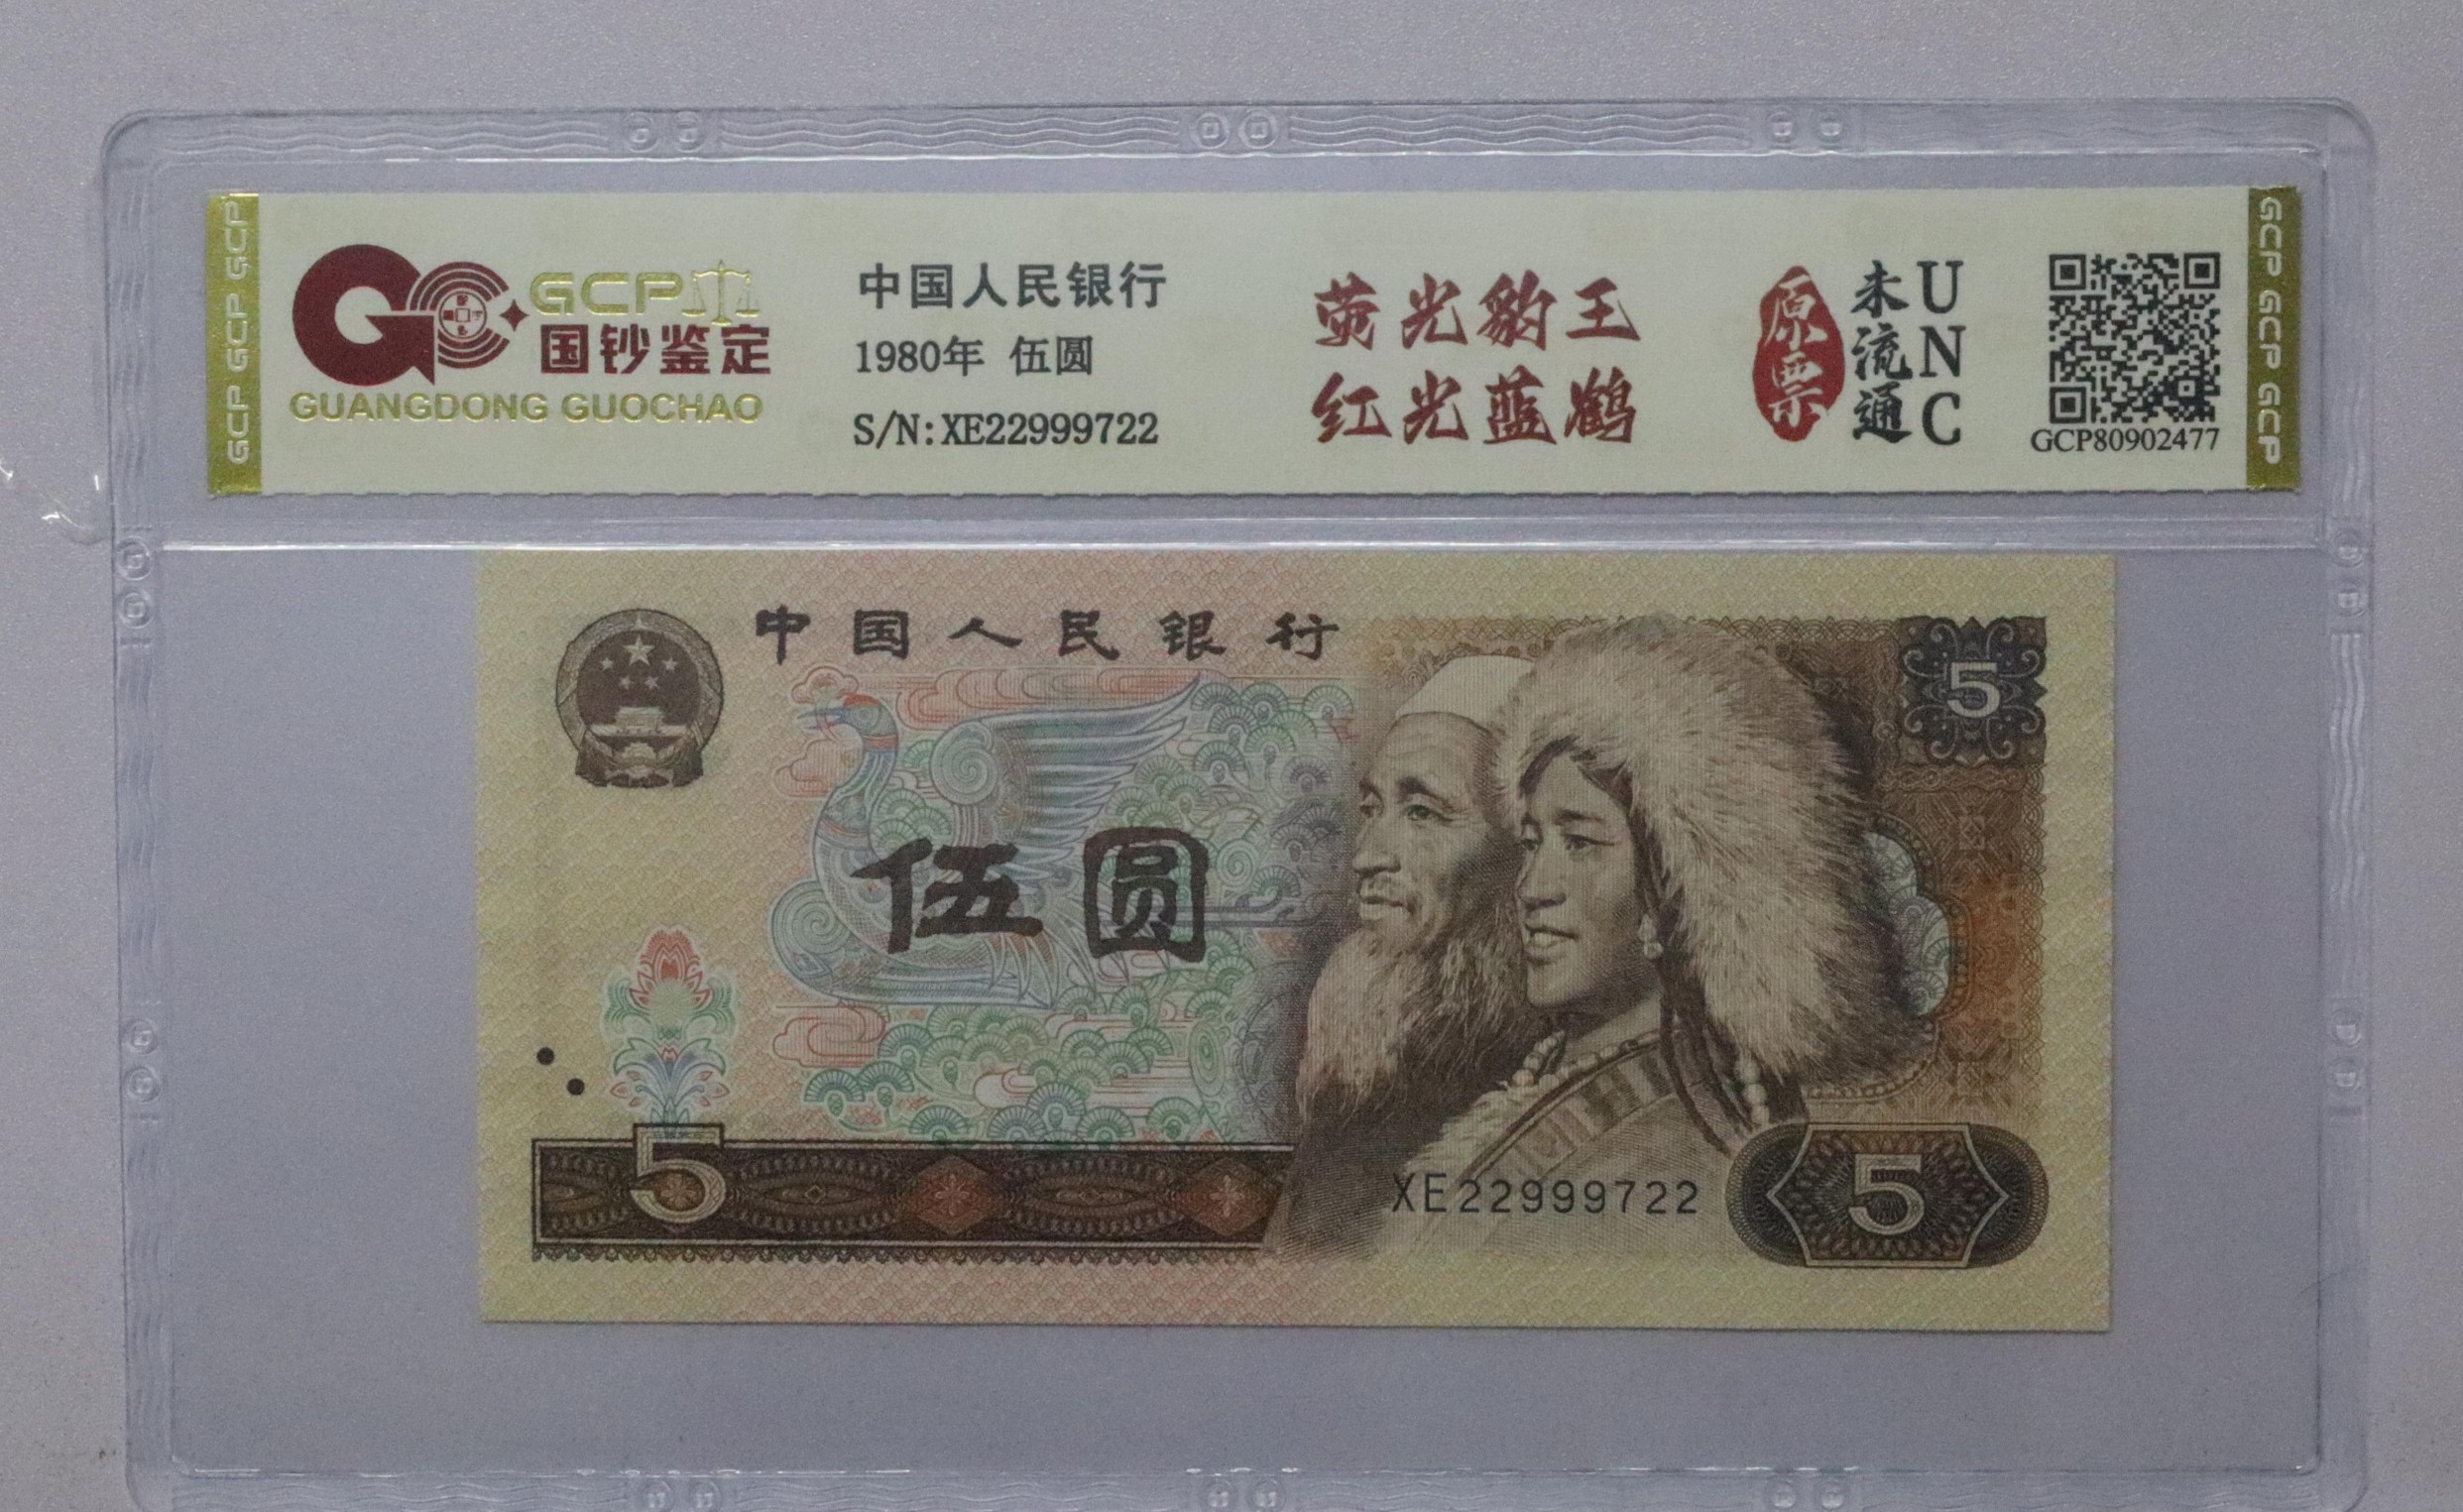 GCP GCP GCP
GCP
国钞鉴定
GUANGDONG GUOCHAO
中国人民银行
1980年 伍圆
S/N:XE22999722
荧光豹王
红光蓝鹤
原票
未流通
UNC
GCP80902477
GCP GCP GCP
中国人民银行
5
伍圆
5
XE22999722
5